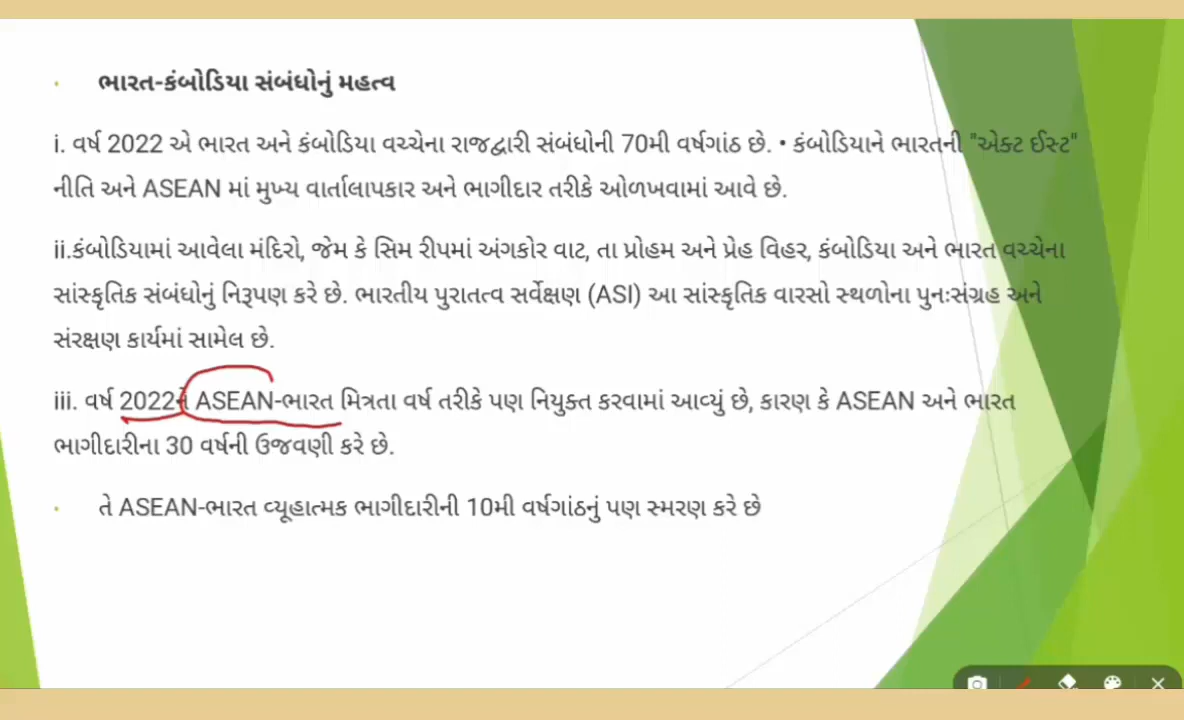 • ભારત-કંબોડિયા સંબંધોનું મહત્વ
i. વર્ષ 2022 એ ભારત અને કંબોડિયા વચ્ચેના રાજદ્વારી સંબંધોની 70મી વર્ષગાંઠ છે. • કંબોડિયાને ભારતની "એક્ટ ઈસ્ટ"
નીતિ અને ASEAN માં મુખ્ય વાર્તાલાપકાર અને ભાગીદાર તરીકે ઓળખવામાં આવે છે.
ii.કંબોડિયામાં આવેલા મંદિરો, જેમ કે સિમ રીપમાં અંગકોર વાટ, તા પ્રોહમ અને પ્રેહ વિહર, કંબોડિયા અને ભારત વચ્ચેના
સાંસ્કૃતિક સંબંધોનું નિરૂપણ કરે છે. ભારતીય પુરાતત્વ સર્વેક્ષણ (ASI) આ સાંસ્કૃતિક વારસો સ્થળોના પુનઃસંગ્રહ અને
સંરક્ષણ કાર્યમાં સામેલ છે.
iii. વર્ષ 2022ને ASEAN-ભારત મિત્રતા વર્ષ તરીકે પણ નિયુક્ત કરવામાં આવ્યું છે, કારણ કે ASEAN અને ભારત
ભાગીદારીના 30 વર્ષની ઉજવણી કરે છે.
• તે ASEAN-ભારત વ્યૂહાત્મક ભાગીદારીની 10મી વર્ષગાંઠનું પણ સ્મરણ કરે છે